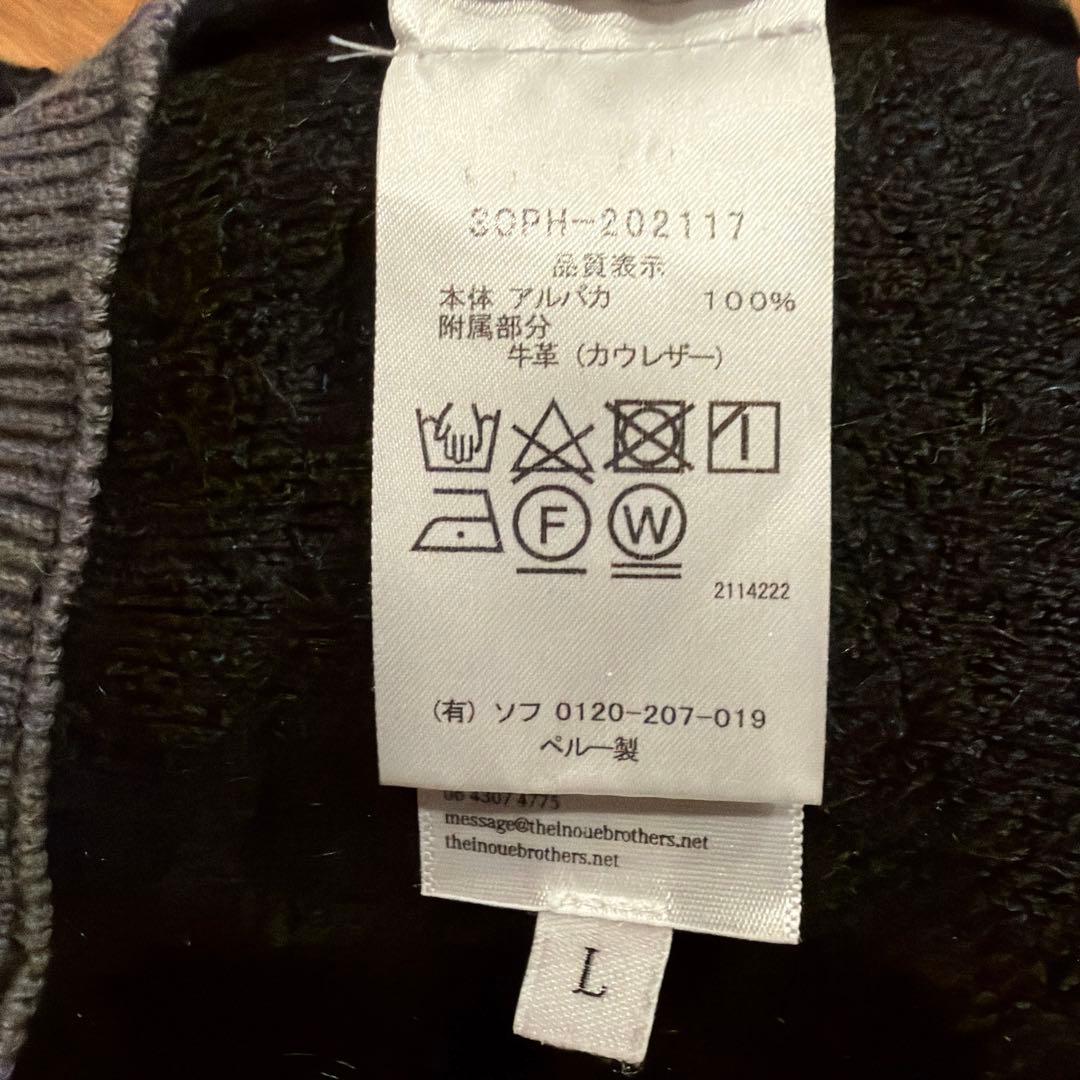 SOPH-202117
品質表示
本体 アルパカ 100%
附属部分
牛革 (カウレザー)
F W
2114222
(有) ソフ 0120-207-019
ペルー製
06 4307 4775
message@theinouebrothers.net
theinouebrothers.net
L